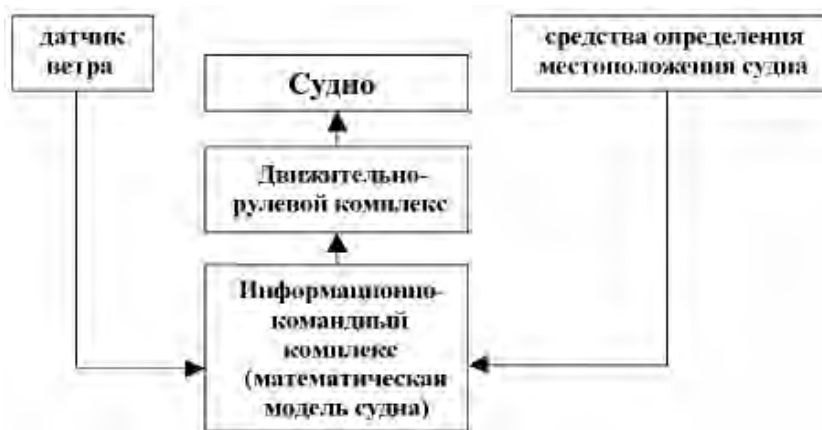 датчик
ветра
средства определения
местоположения судна
Судно
Движительно-
рулевой комплекс
Информационно-
командный
комплекс
(математическая
модель судна)